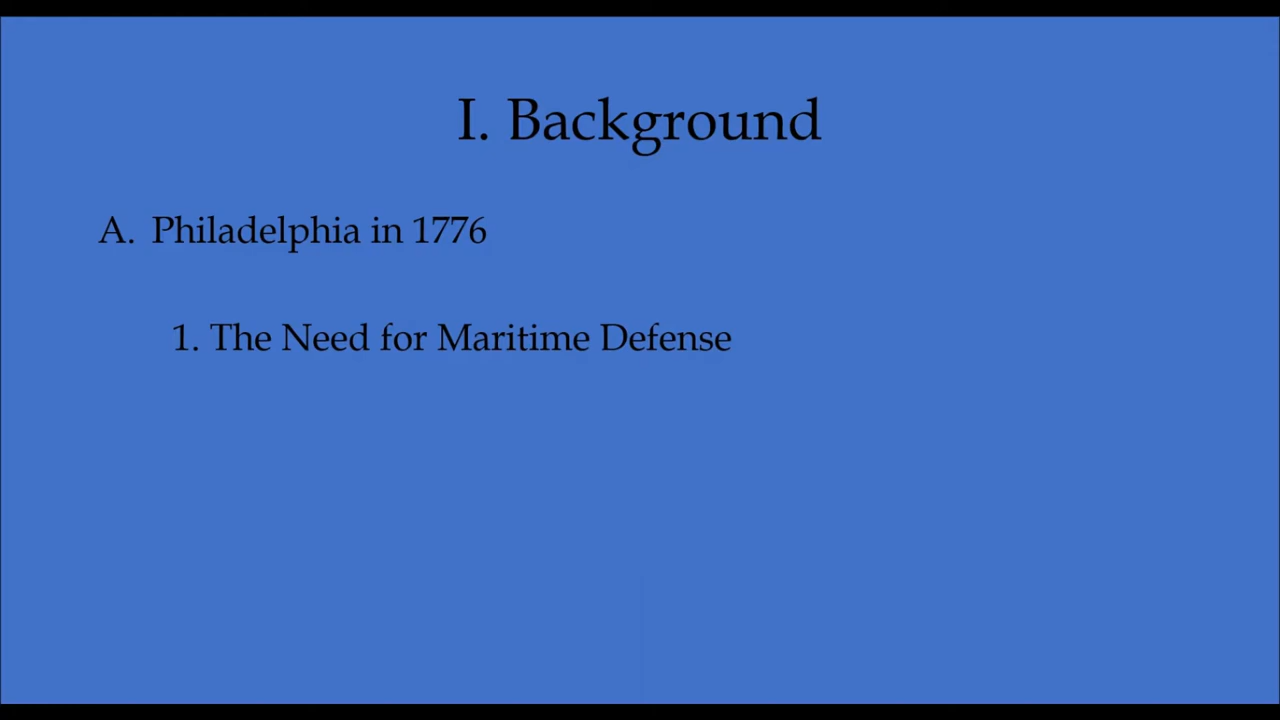 I. Background
A. Philadelphia in 1776
1. The Need for Maritime Defense